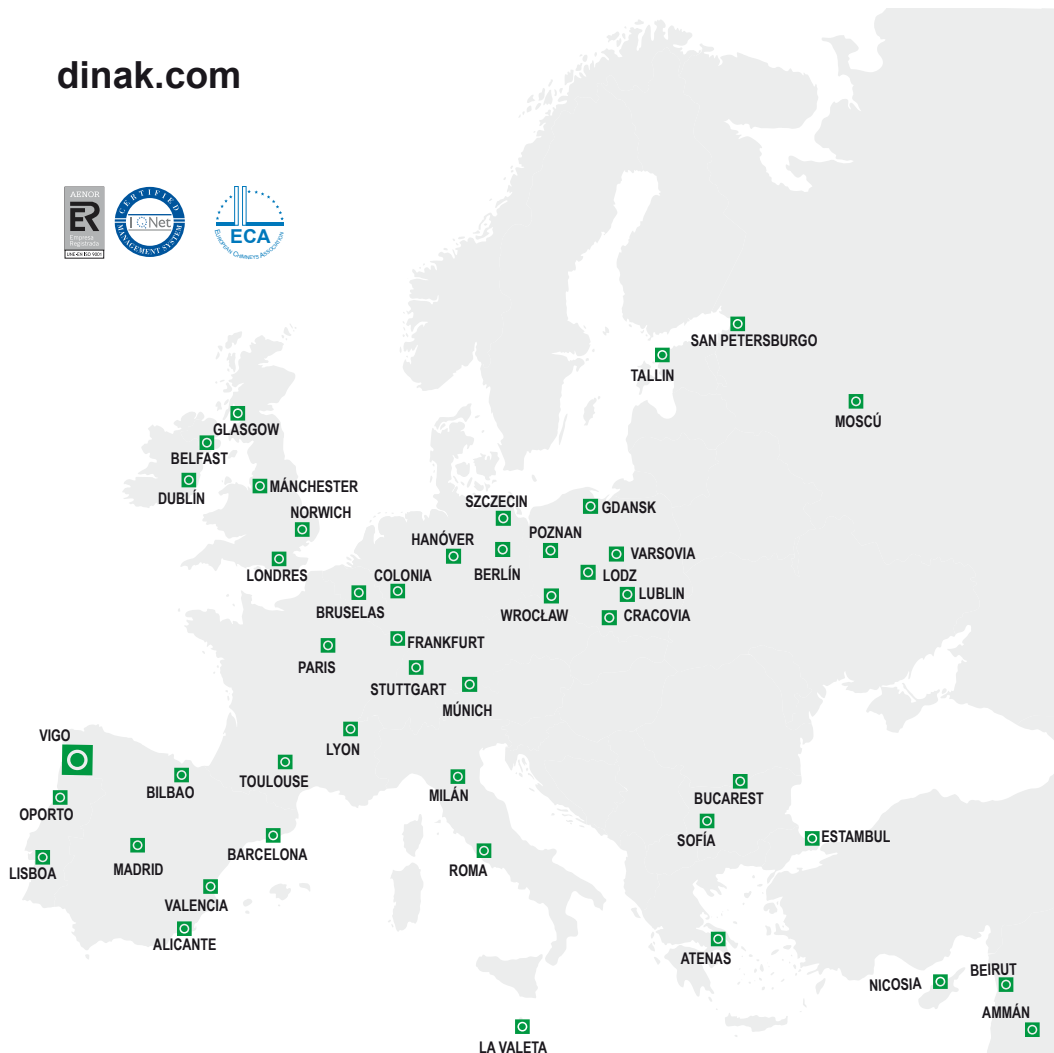 dinak.com
AENOR
ER
Empresa
Registrada
UNE-EN ISO 9001
CERTIFIED
IQNet
MANAGEMENT SYSTEM
ECA
EUROPEAN CHIMNEYS ASSOCIATION
SAN PETERSBURGO
TALLIN
MOSCÚ
GLASGOW
BELFAST
DUBLÍN
MÁNCHESTER
NORWICH
LONDRES
SZCZECIN
GDANSK
HANÓVER
POZNAN
BERLÍN
VARSOVIA
COLONIA
LODZ
BRUSELAS
WROCŁAW
LUBLIN
CRACOVIA
FRANKFURT
PARIS
STUTTGART
MÚNICH
VIGO
LYON
TOULOUSE
BILBAO
MILÁN
BUCAREST
OPORTO
SOFÍA
ESTAMBUL
BARCELONA
LISBOA
MADRID
ROMA
VALENCIA
ALICANTE
ATENAS
NICOSIA
BEIRUT
AMMÁN
LA VALETA